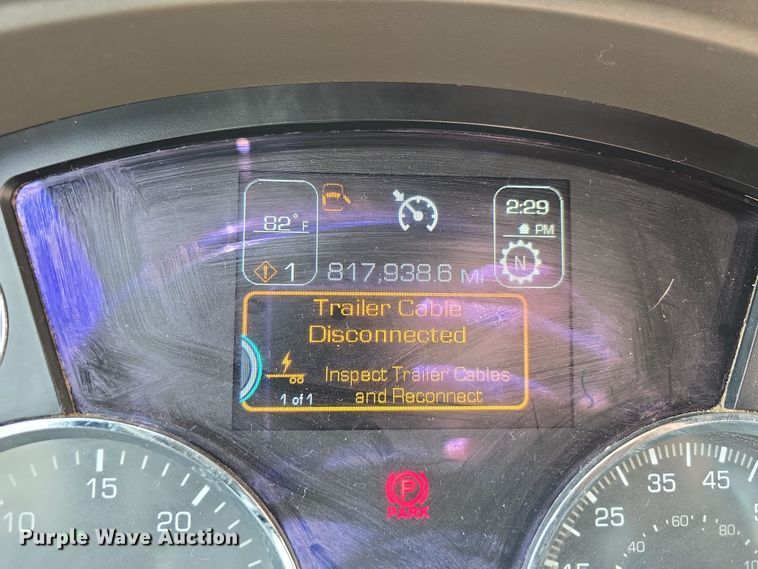 82°F
2:29
PM
N
1
817,938.6 MI
Trailer Cable
Disconnected
Inspect Trailer Cables
and Reconnect
1 of 1
P
PARK
10
15
20
25
35
45
40
60
80
Purple Wave Auction